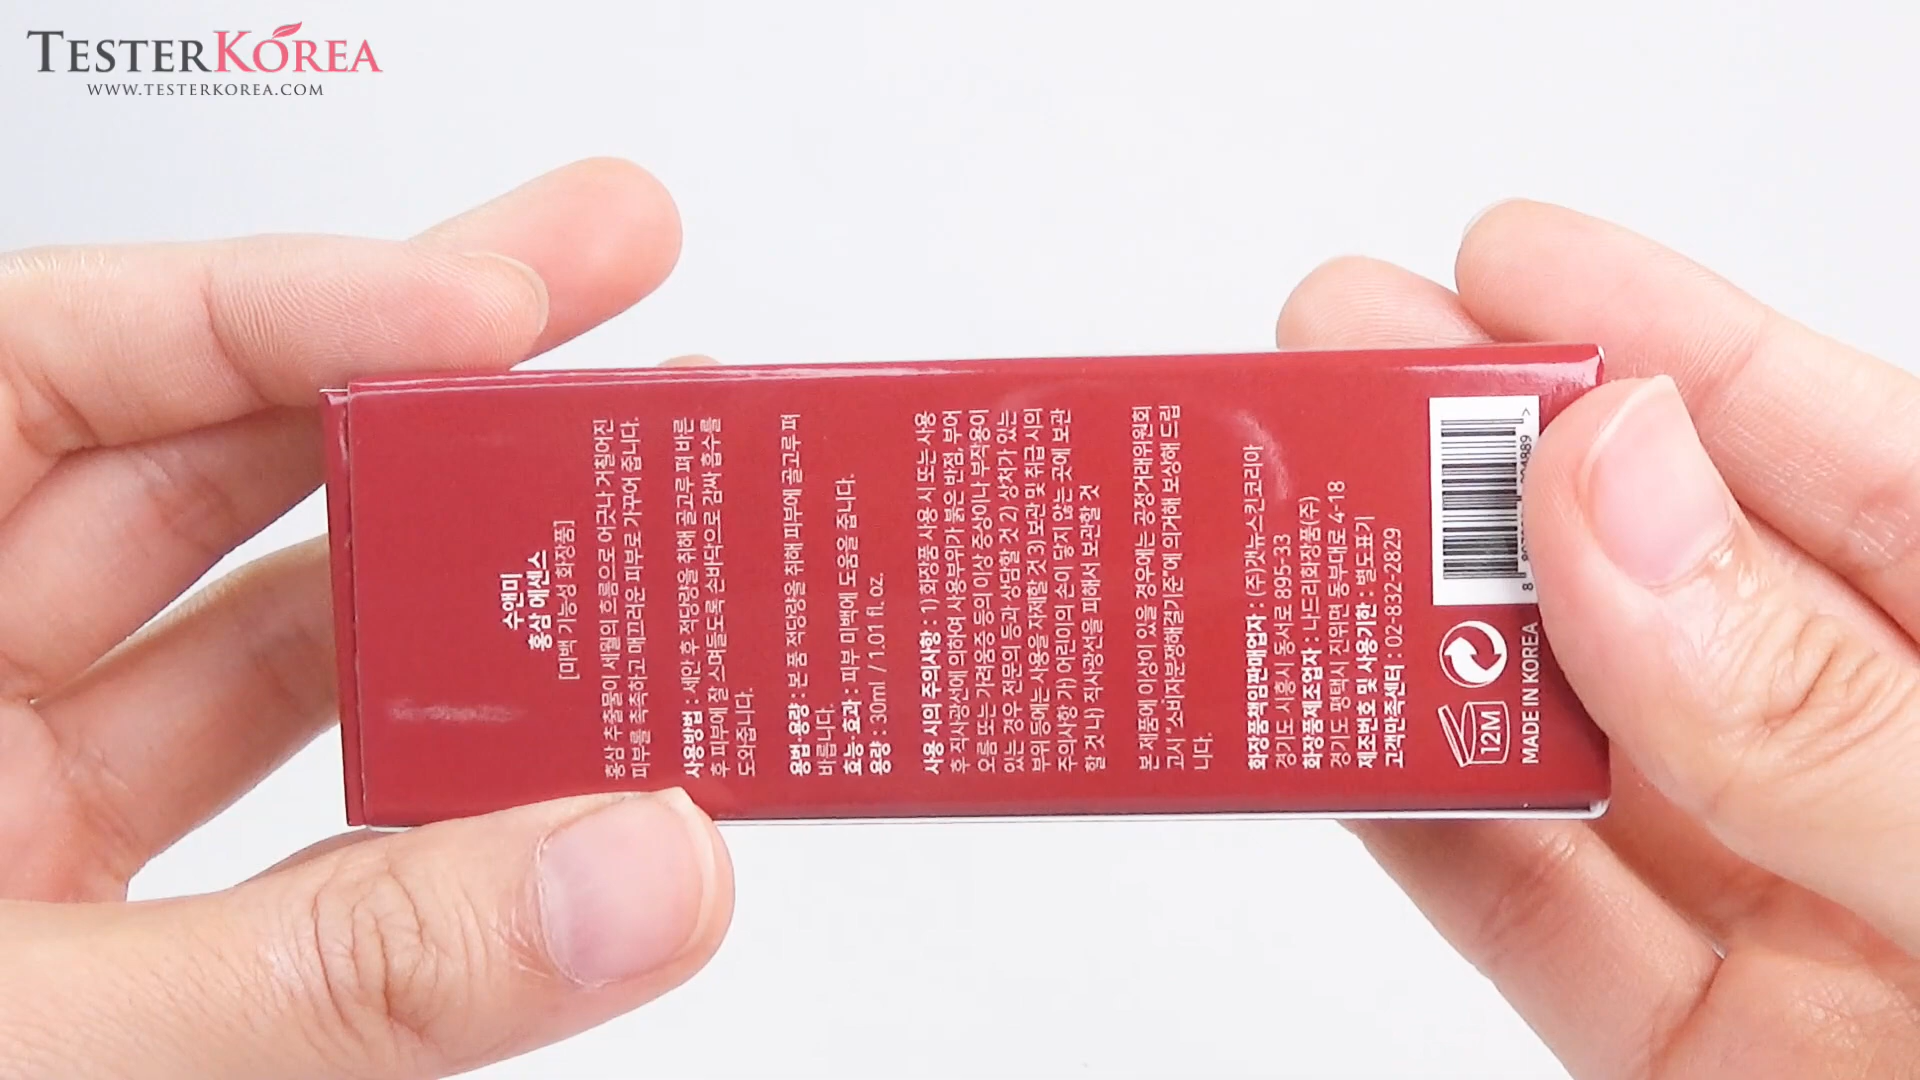 TESTERKOREA
WWW.TESTERKOREA.COM
수앤미
홍삼 에센스
[미백 기능성 화장품]
홍삼 추출물이 세월의 흐름으로 어긋나 거칠어진
피부를 촉촉하고 매끄러운 피부로 가꾸어 줍니다.
사용방법 : 세안 후 적당량을 취해 골고루 펴 바른
후 피부에 잘 스며들도록 손바닥으로 감싸 흡수를
도와줍니다.
용법·용량 : 본품 적당량을 취해 피부에 골고루 펴
바릅니다.
효능·효과 : 피부 미백에 도움을 줍니다.
용량 : 30ml / 1.01 fl. oz.
사용 시의 주의사항 : 1) 화장품 사용 시 또는 사용
후 직사광선에 의하여 사용부위가 붉은 반점, 부어
오름 또는 가려움증 등의 이상 증상이나 부작용이
있는 경우 전문의 등과 상담할 것 2) 상처가 있는
부위 등에는 사용을 자제할 것 3) 보관 및 취급 시의
주의사항 가) 어린이의 손이 닿지 않는 곳에 보관
할 것 나) 직사광선을 피해서 보관할 것
본 제품에 이상이 있을 경우에는 공정거래위원회
고시 "소비자분쟁해결기준"에 의거해 보상해 드립
니다.
화장품책임판매업자 : (주)갯뉴스킨코리아
경기도 시흥시 동서로 895-33
화장품제조업자 : 나드리화장품(주)
경기도 평택시 진위면 동부대로 4-18
제조번호 및 사용기한 : 별도표기
고객만족센터 : 02-832-2829
12M
MADE IN KOREA